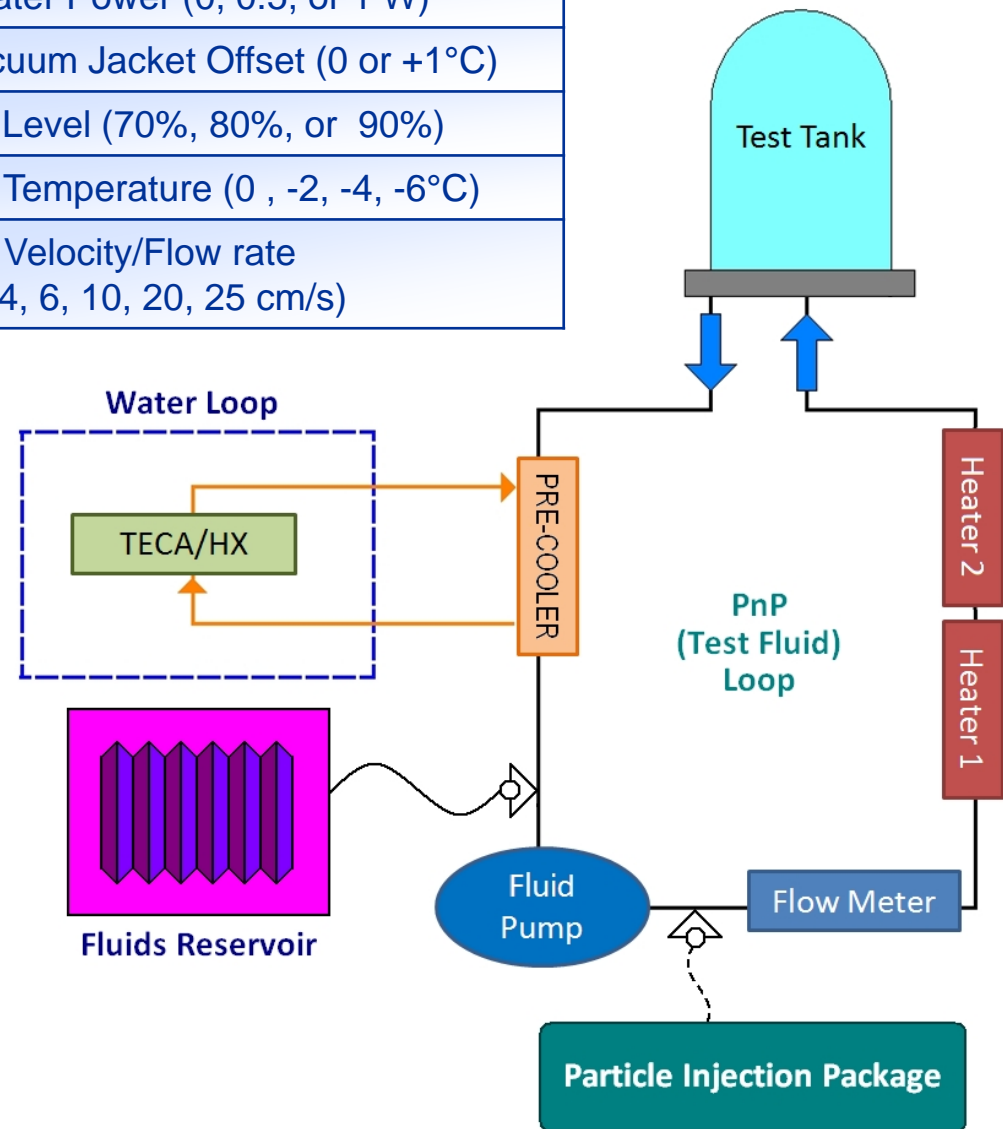 Power (0, 0.5, or 1 W)
Jacket Offset (0 or +1°C)
Level (70%, 80%, or 90%)
Temperature (0 , -2, -4, -6°C)
Velocity/Flow rate
4, 6, 10, 20, 25 cm/s)
Test Tank
Water Loop
TECA/HX
PRE-COOLER
Heater 2
PnP
(Test Fluid)
Loop
Heater 1
Fluid
Pump
Flow Meter
Fluids Reservoir
Particle Injection Package